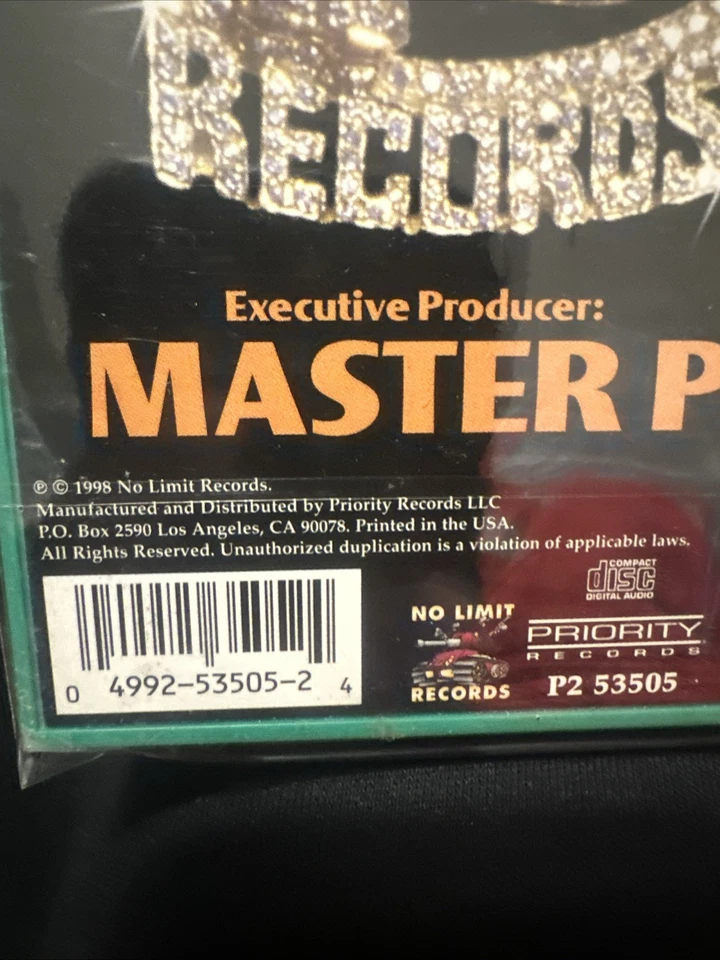 RECORDS
Executive Producer:
MASTER P
℗ © 1998 No Limit Records.
Manufactured and Distributed by Priority Records LLC
P.O. Box 2590 Los Angeles, CA 90078. Printed in the USA.
All Rights Reserved. Unauthorized duplication is a violation of applicable laws.
COMPACT
disc
DIGITAL AUDIO
NO LIMIT
RECORDS
PRIORITY
RECORDS
P2 53505
0 4992-53505-2 4